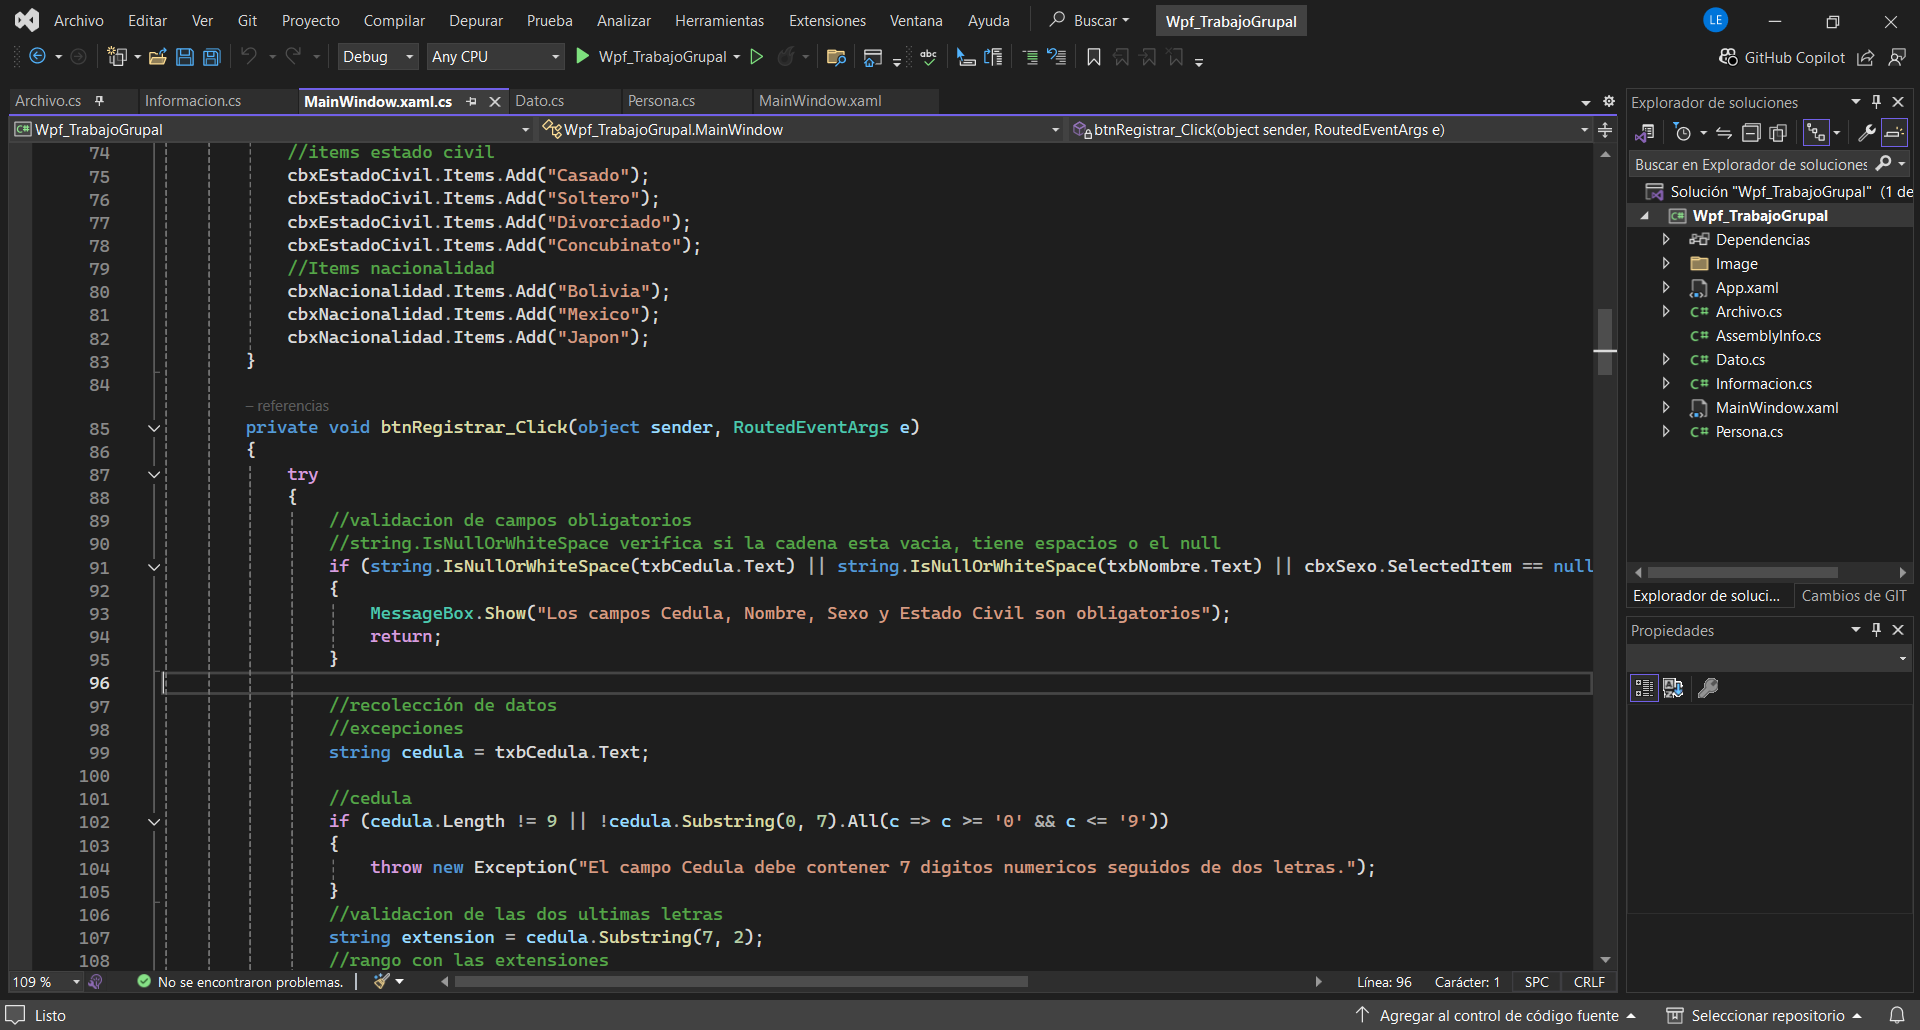 Archivo Editar Ver Git Proyecto Compilar Depurar Prueba Analizar Herramientas Extensiones Ventana Ayuda Buscar Wpf_TrabajoGrupal LE
Debug Any CPU Wpf_TrabajoGrupal abc GitHub Copilot
Archivo.cs Informacion.cs MainWindow.xaml.cs Dato.cs Persona.cs MainWindow.xaml
C# Wpf_TrabajoGrupal Wpf_TrabajoGrupal.MainWindow btnRegistrar_Click(object sender, RoutedEventArgs e)
74 //items estado civil
75 cbxEstadoCivil.Items.Add("Casado");
76 cbxEstadoCivil.Items.Add("Soltero");
77 cbxEstadoCivil.Items.Add("Divorciado");
78 cbxEstadoCivil.Items.Add("Concubinato");
79 //Items nacionalidad
80 cbxNacionalidad.Items.Add("Bolivia");
81 cbxNacionalidad.Items.Add("Mexico");
82 cbxNacionalidad.Items.Add("Japon");
83 }
84
– referencias
85 private void btnRegistrar_Click(object sender, RoutedEventArgs e)
86 {
87 try
88 {
89 //validacion de campos obligatorios
90 //string.IsNullOrWhiteSpace verifica si la cadena esta vacia, tiene espacios o el null
91 if (string.IsNullOrWhiteSpace(txbCedula.Text) || string.IsNullOrWhiteSpace(txbNombre.Text) || cbxSexo.SelectedItem == null
92 {
93 MessageBox.Show("Los campos Cedula, Nombre, Sexo y Estado Civil son obligatorios");
94 return;
95 }
96
97 //recolección de datos
98 //excepciones
99 string cedula = txbCedula.Text;
100
101 //cedula
102 if (cedula.Length != 9 || !cedula.Substring(0, 7).All(c => c >= '0' && c <= '9'))
103 {
104 throw new Exception("El campo Cedula debe contener 7 digitos numericos seguidos de dos letras.");
105 }
106 //validacion de las dos ultimas letras
107 string extension = cedula.Substring(7, 2);
108 //rango con las extensiones
109 % No se encontraron problemas. Línea: 96 Carácter: 1 SPC CRLF
Explorador de soluciones
Buscar en Explorador de soluciones
Solución "Wpf_TrabajoGrupal" (1 de
C# Wpf_TrabajoGrupal
Dependencias
Image
App.xaml
C# Archivo.cs
C# AssemblyInfo.cs
C# Dato.cs
C# Informacion.cs
MainWindow.xaml
C# Persona.cs
Explorador de soluci... Cambios de GIT
Propiedades
Listo Agregar al control de código fuente Seleccionar repositorio